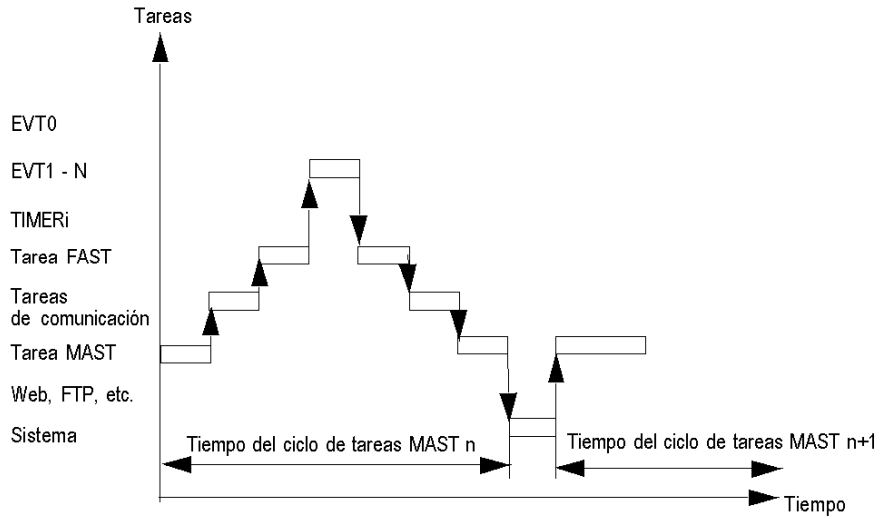 Tareas
EVT0
EVT1 - N
TIMERi
Tarea FAST
Tareas
de comunicación
Tarea MAST
Web, FTP, etc.
Sistema
Tiempo del ciclo de tareas MAST n
Tiempo del ciclo de tareas MAST n+1
Tiempo